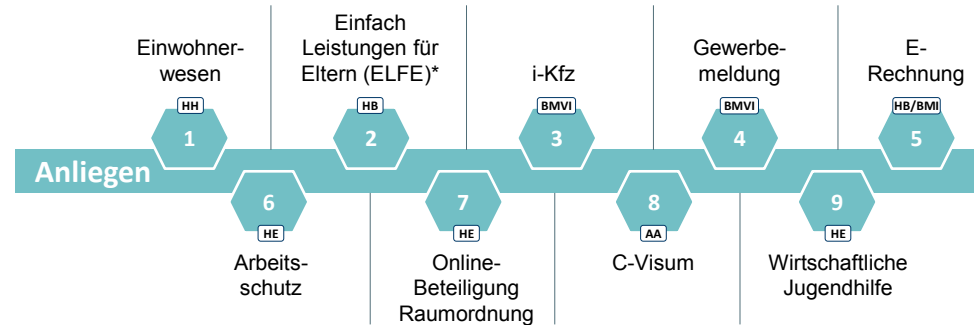 Einwohner-
wesen
HH
1
Einfach
Leistungen für
Eltern (ELFE)*
HB
2
i-Kfz
BMVI
3
Gewerbe-
meldung
BMVI
4
E-
Rechnung
HB/BMI
5
Anliegen
6
HE
Arbeits-
schutz
7
HE
Online-
Beteiligung
Raumordnung
8
AA
C-Visum
9
HE
Wirtschaftliche
Jugendhilfe